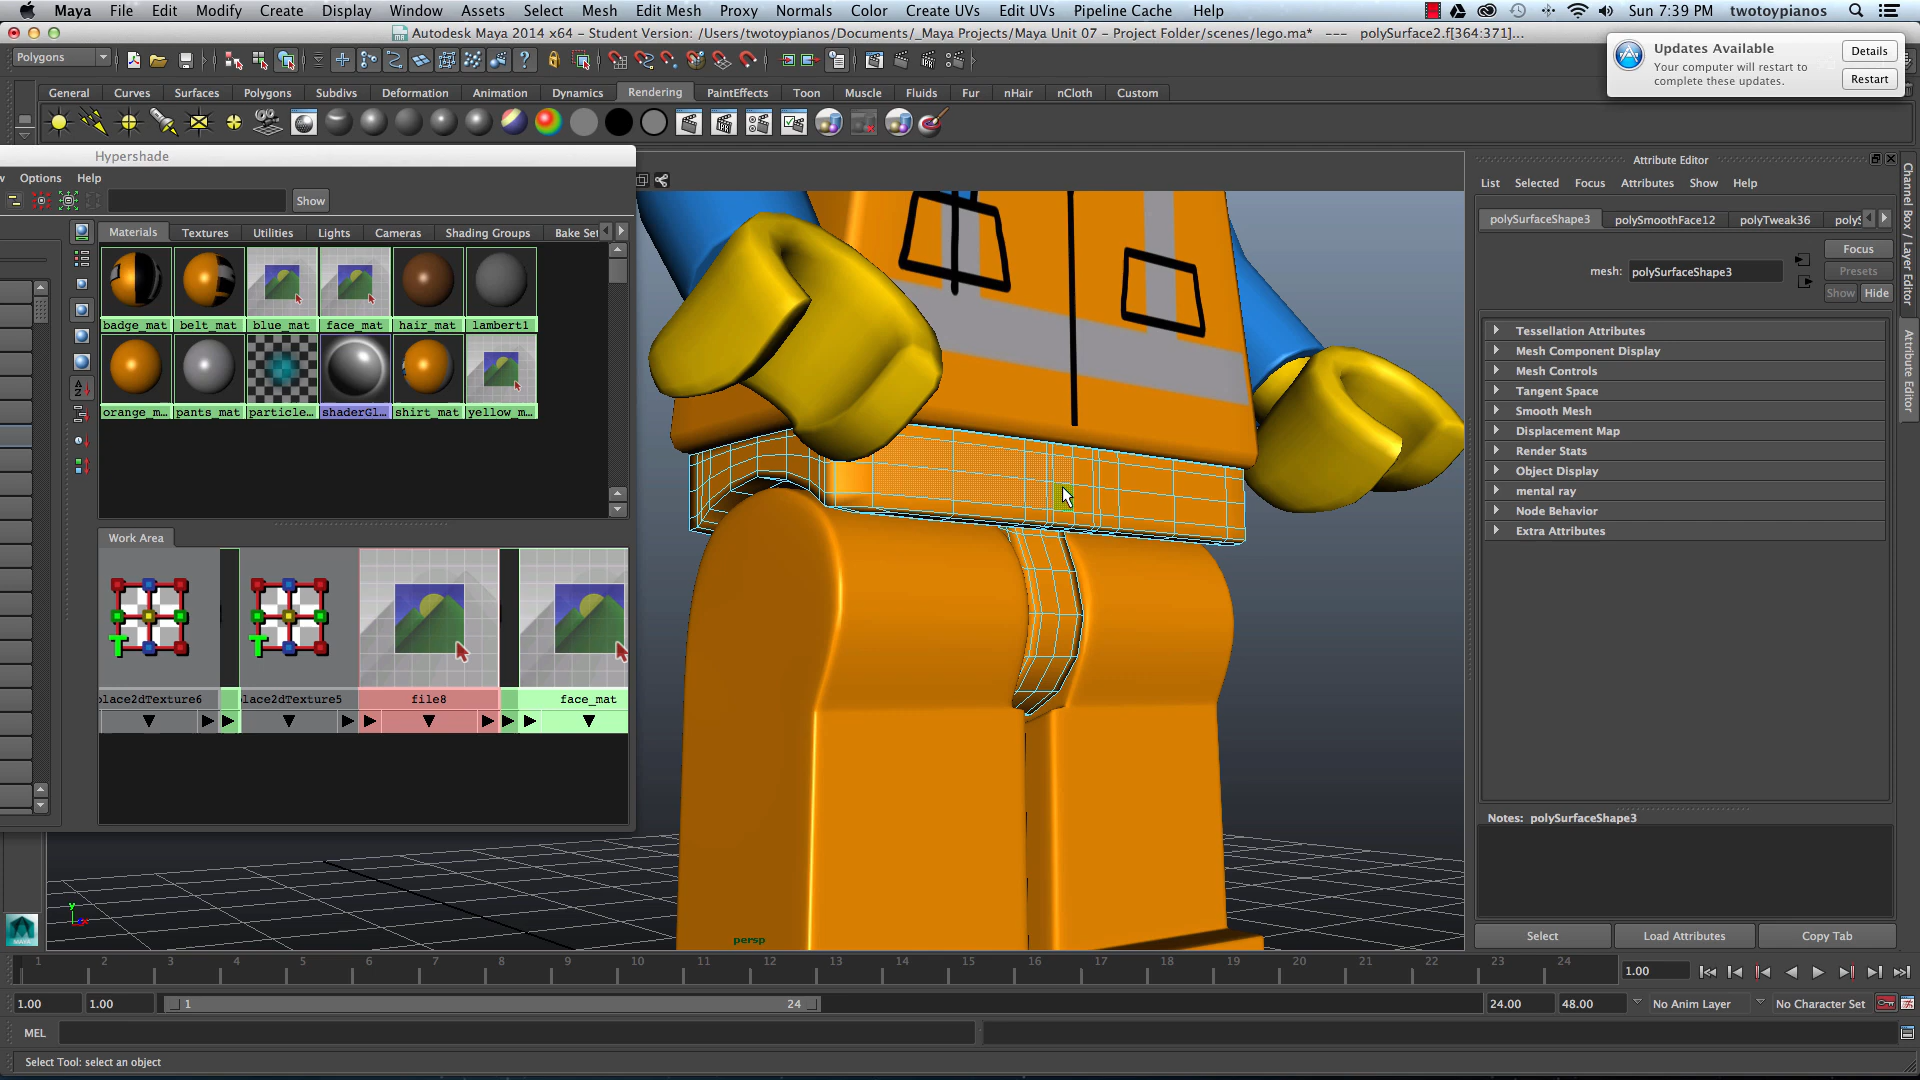 Maya File Edit Modify Create Display Window Assets Select Mesh Edit Mesh Proxy Normals Color Create UVs Edit UVs Pipeline Cache Help Sun 7:39 PM twotoypianos
Autodesk Maya 2014 x64 – Student Version: /Users/twotoypianos/Documents/_Maya Projects/Maya Unit 07 – Project Folder/scenes/lego.ma* --- polySurface2.f[364:371]...
Updates Available
Your computer will restart to
complete these updates.
Details
Restart
Polygons
General Curves Surfaces Polygons Subdivs Deformation Animation Dynamics Rendering PaintEffects Toon Muscle Fluids Fur nHair nCloth Custom
Hypershade
Options Help
Show
Materials Textures Utilities Lights Cameras Shading Groups Bake Set
badge_mat belt_mat blue_mat face_mat hair_mat lambert1
orange_m... pants_mat particle... shaderGl... shirt_mat yellow_m...
Work Area
lace2dTexture6 lace2dTexture5 file8 face_mat
persp
Attribute Editor
List Selected Focus Attributes Show Help
polySurfaceShape3 polySmoothFace12 polyTweak36 polyS
Focus
mesh: polySurfaceShape3
Presets
Show Hide
Tessellation Attributes
Mesh Component Display
Mesh Controls
Tangent Space
Smooth Mesh
Displacement Map
Render Stats
Object Display
mental ray
Node Behavior
Extra Attributes
Notes: polySurfaceShape3
Select Load Attributes Copy Tab
Channel Box / Layer Editor
Attribute Editor
1 2 3 4 5 6 7 8 9 10 11 12 13 14 15 16 17 18 19 20 21 22 23 24 1.00
1.00 1.00 1 24 24.00 48.00 No Anim Layer No Character Set
MEL
Select Tool: select an object